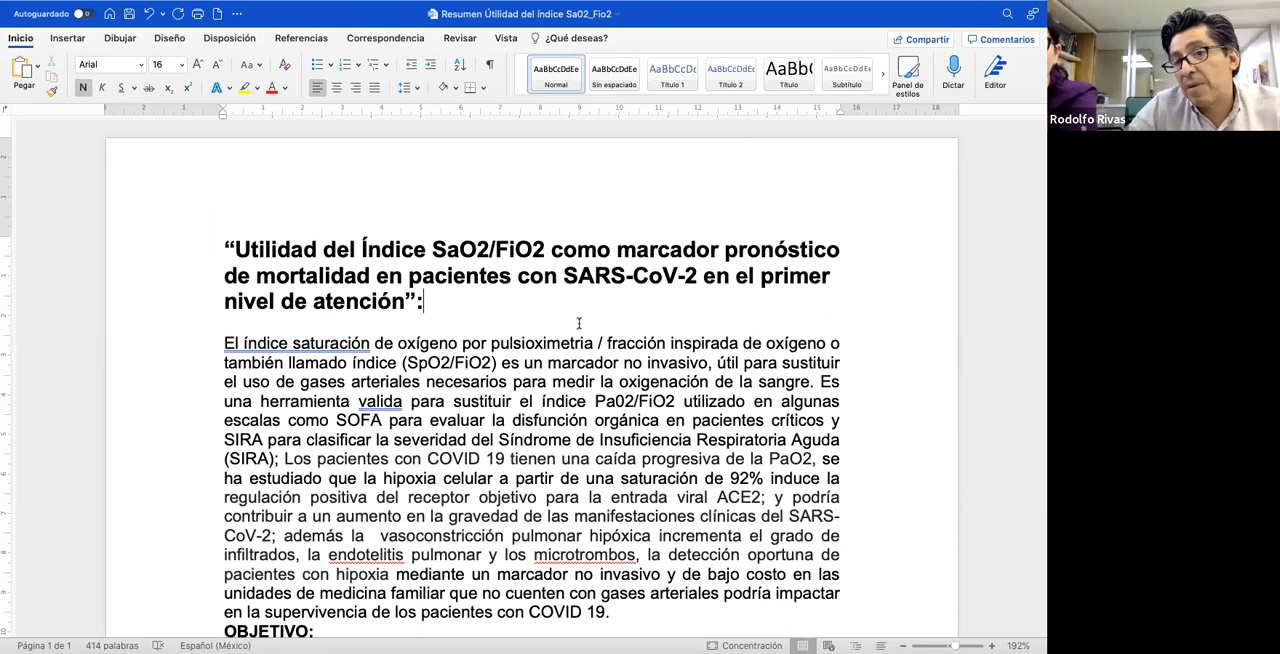 Autoguardado
Resumen Útilidad del índice Sa02_Fio2
Inicio Insertar Dibujar Diseño Disposición Referencias Correspondencia Revisar Vista ¿Qué deseas? Compartir Comentarios
Pegar
Arial 16
AaBbCcDdEe AaBbCcDdEe AaBbCcDc AaBbCcDdEe AaBb( AaBbCcDdEe
Normal Sin espaciado Título 1 Título 2 Título Subtítulo
Panel de estilos Dictar Editor
Rodolfo Rivas
“Utilidad del Índice SaO2/FiO2 como marcador pronóstico
de mortalidad en pacientes con SARS-CoV-2 en el primer
nivel de atención”:
El índice saturación de oxígeno por pulsioximetria / fracción inspirada de oxígeno o
también llamado índice (SpO2/FiO2) es un marcador no invasivo, útil para sustituir
el uso de gases arteriales necesarios para medir la oxigenación de la sangre. Es
una herramienta valida para sustituir el índice Pa02/FiO2 utilizado en algunas
escalas como SOFA para evaluar la disfunción orgánica en pacientes críticos y
SIRA para clasificar la severidad del Síndrome de Insuficiencia Respiratoria Aguda
(SIRA); Los pacientes con COVID 19 tienen una caída progresiva de la PaO2, se
ha estudiado que la hipoxia celular a partir de una saturación de 92% induce la
regulación positiva del receptor objetivo para la entrada viral ACE2; y podría
contribuir a un aumento en la gravedad de las manifestaciones clínicas del SARS-
CoV-2; además la vasoconstricción pulmonar hipóxica incrementa el grado de
infiltrados, la endotelitis pulmonar y los microtrombos, la detección oportuna de
pacientes con hipoxia mediante un marcador no invasivo y de bajo costo en las
unidades de medicina familiar que no cuenten con gases arteriales podría impactar
en la supervivencia de los pacientes con COVID 19.
OBJETIVO:
Página 1 de 1 414 palabras Español (México) Concentración 192%